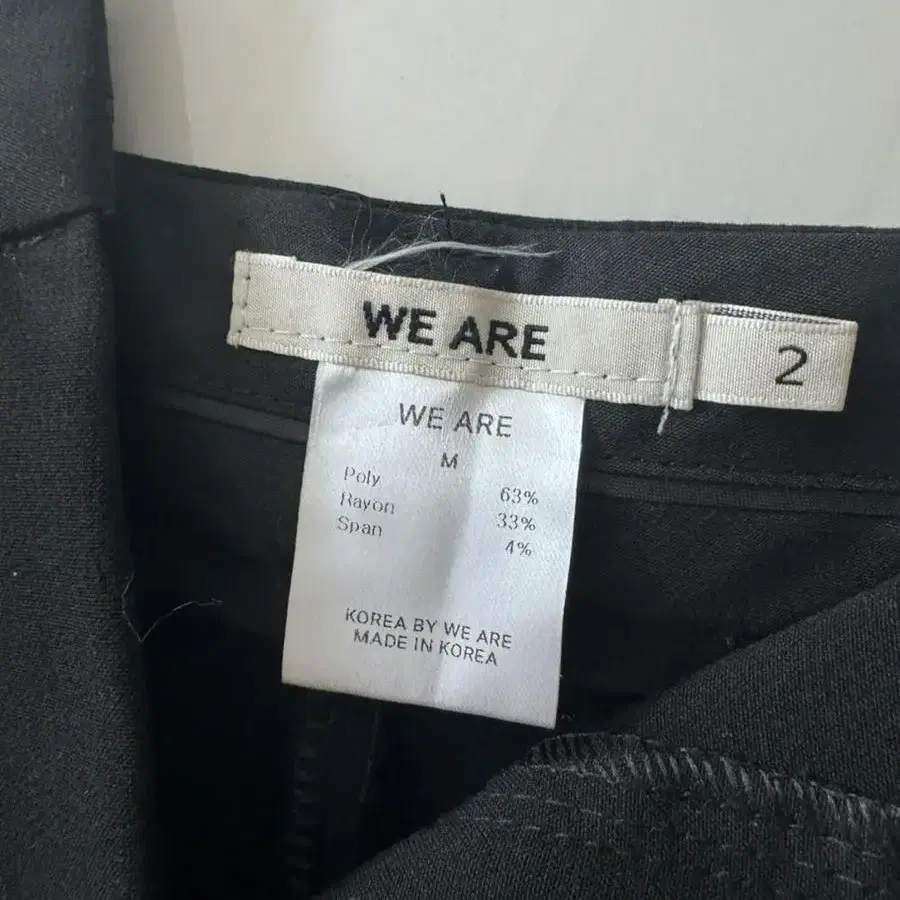 WE ARE
2
WE ARE
M
Poly 63%
Rayon 33%
Span 4%
KOREA BY WE ARE
MADE IN KOREA